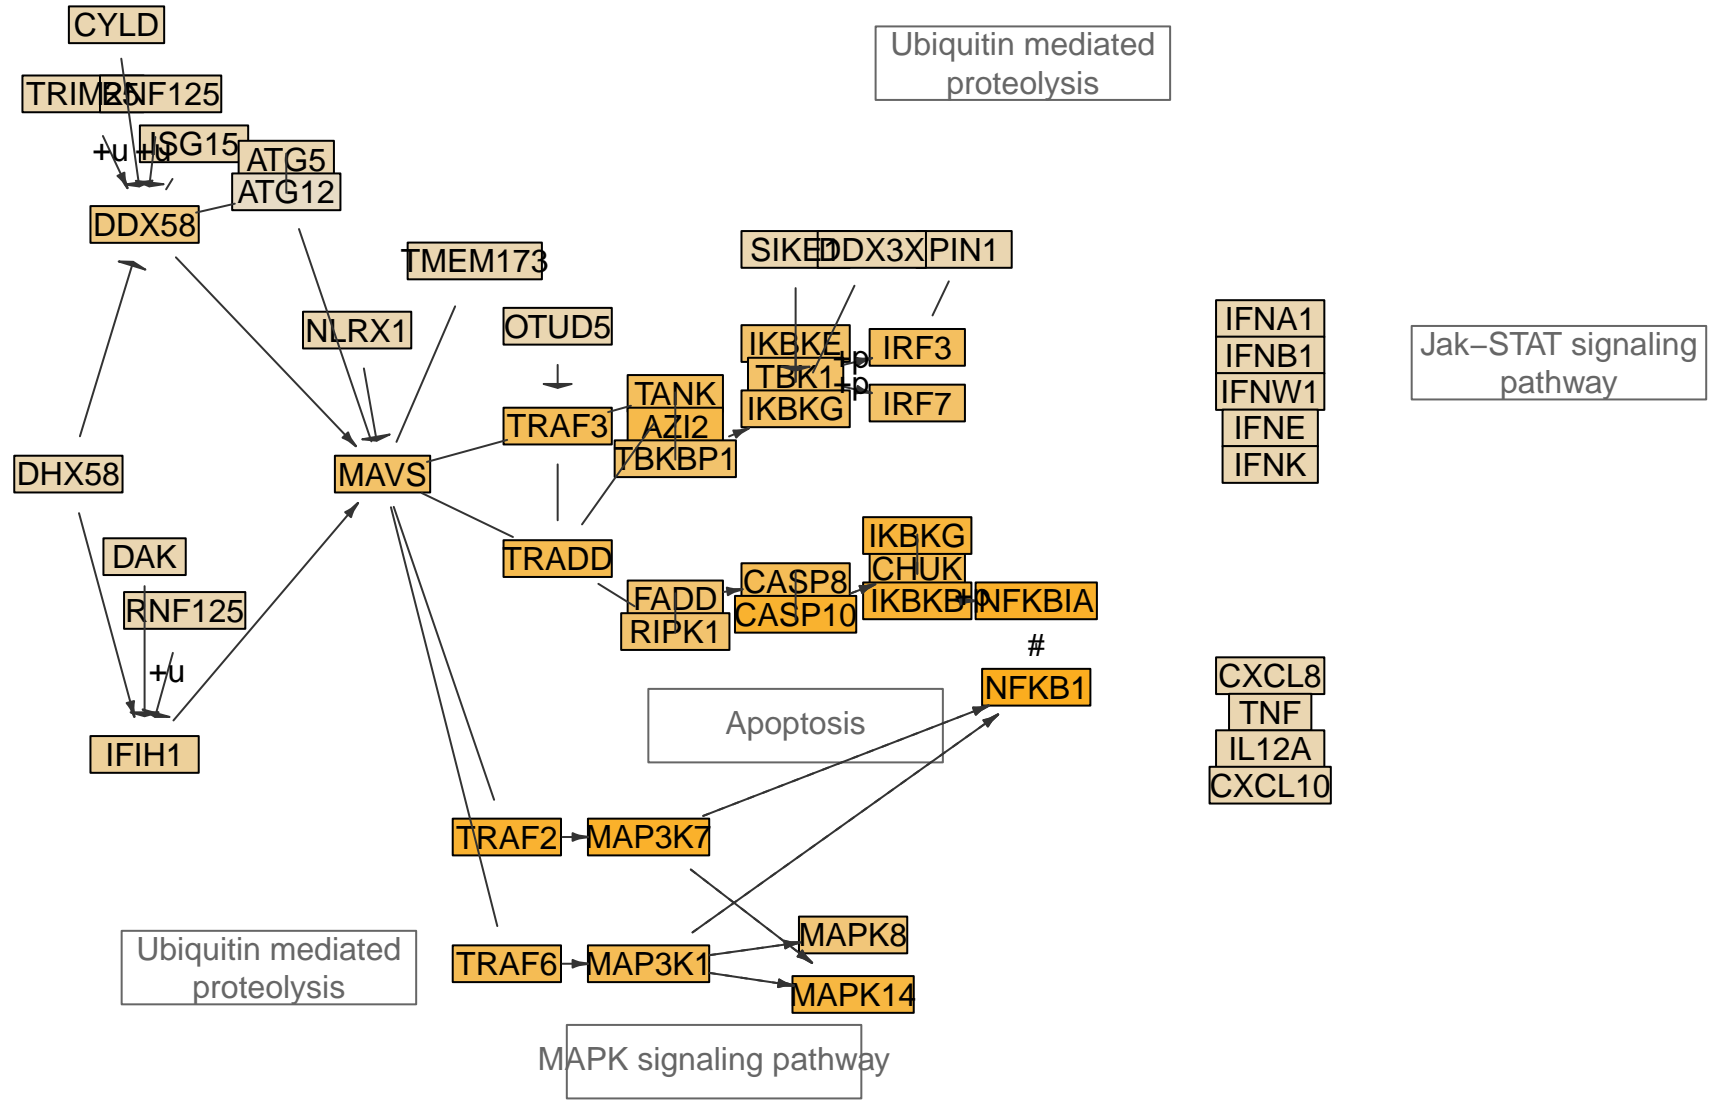 CYLD
Ubiquitin mediated
proteolysis
TRIM25
RNF125
ISG15
+u
+u
ATG5
ATG12
DDX58
TMEM173
SIKE1
DDX3X
PIN1
NLRX1
OTUD5
IKBKE
TBK1
IKBKG
+p
+p
IRF3
IRF7
IFNA1
IFNB1
IFNW1
IFNE
IFNK
Jak−STAT signaling
pathway
TANK
AZI2
TBKBP1
TRAF3
DHX58
MAVS
DAK
RNF125
+u
IFIH1
TRADD
FADD
RIPK1
CASP8
CASP10
IKBKG
CHUK
IKBKB
+p
NFKBIA
#
NFKB1
CXCL8
TNF
IL12A
CXCL10
Apoptosis
TRAF2
MAP3K7
TRAF6
MAP3K1
MAPK8
MAPK14
Ubiquitin mediated
proteolysis
MAPK signaling pathway